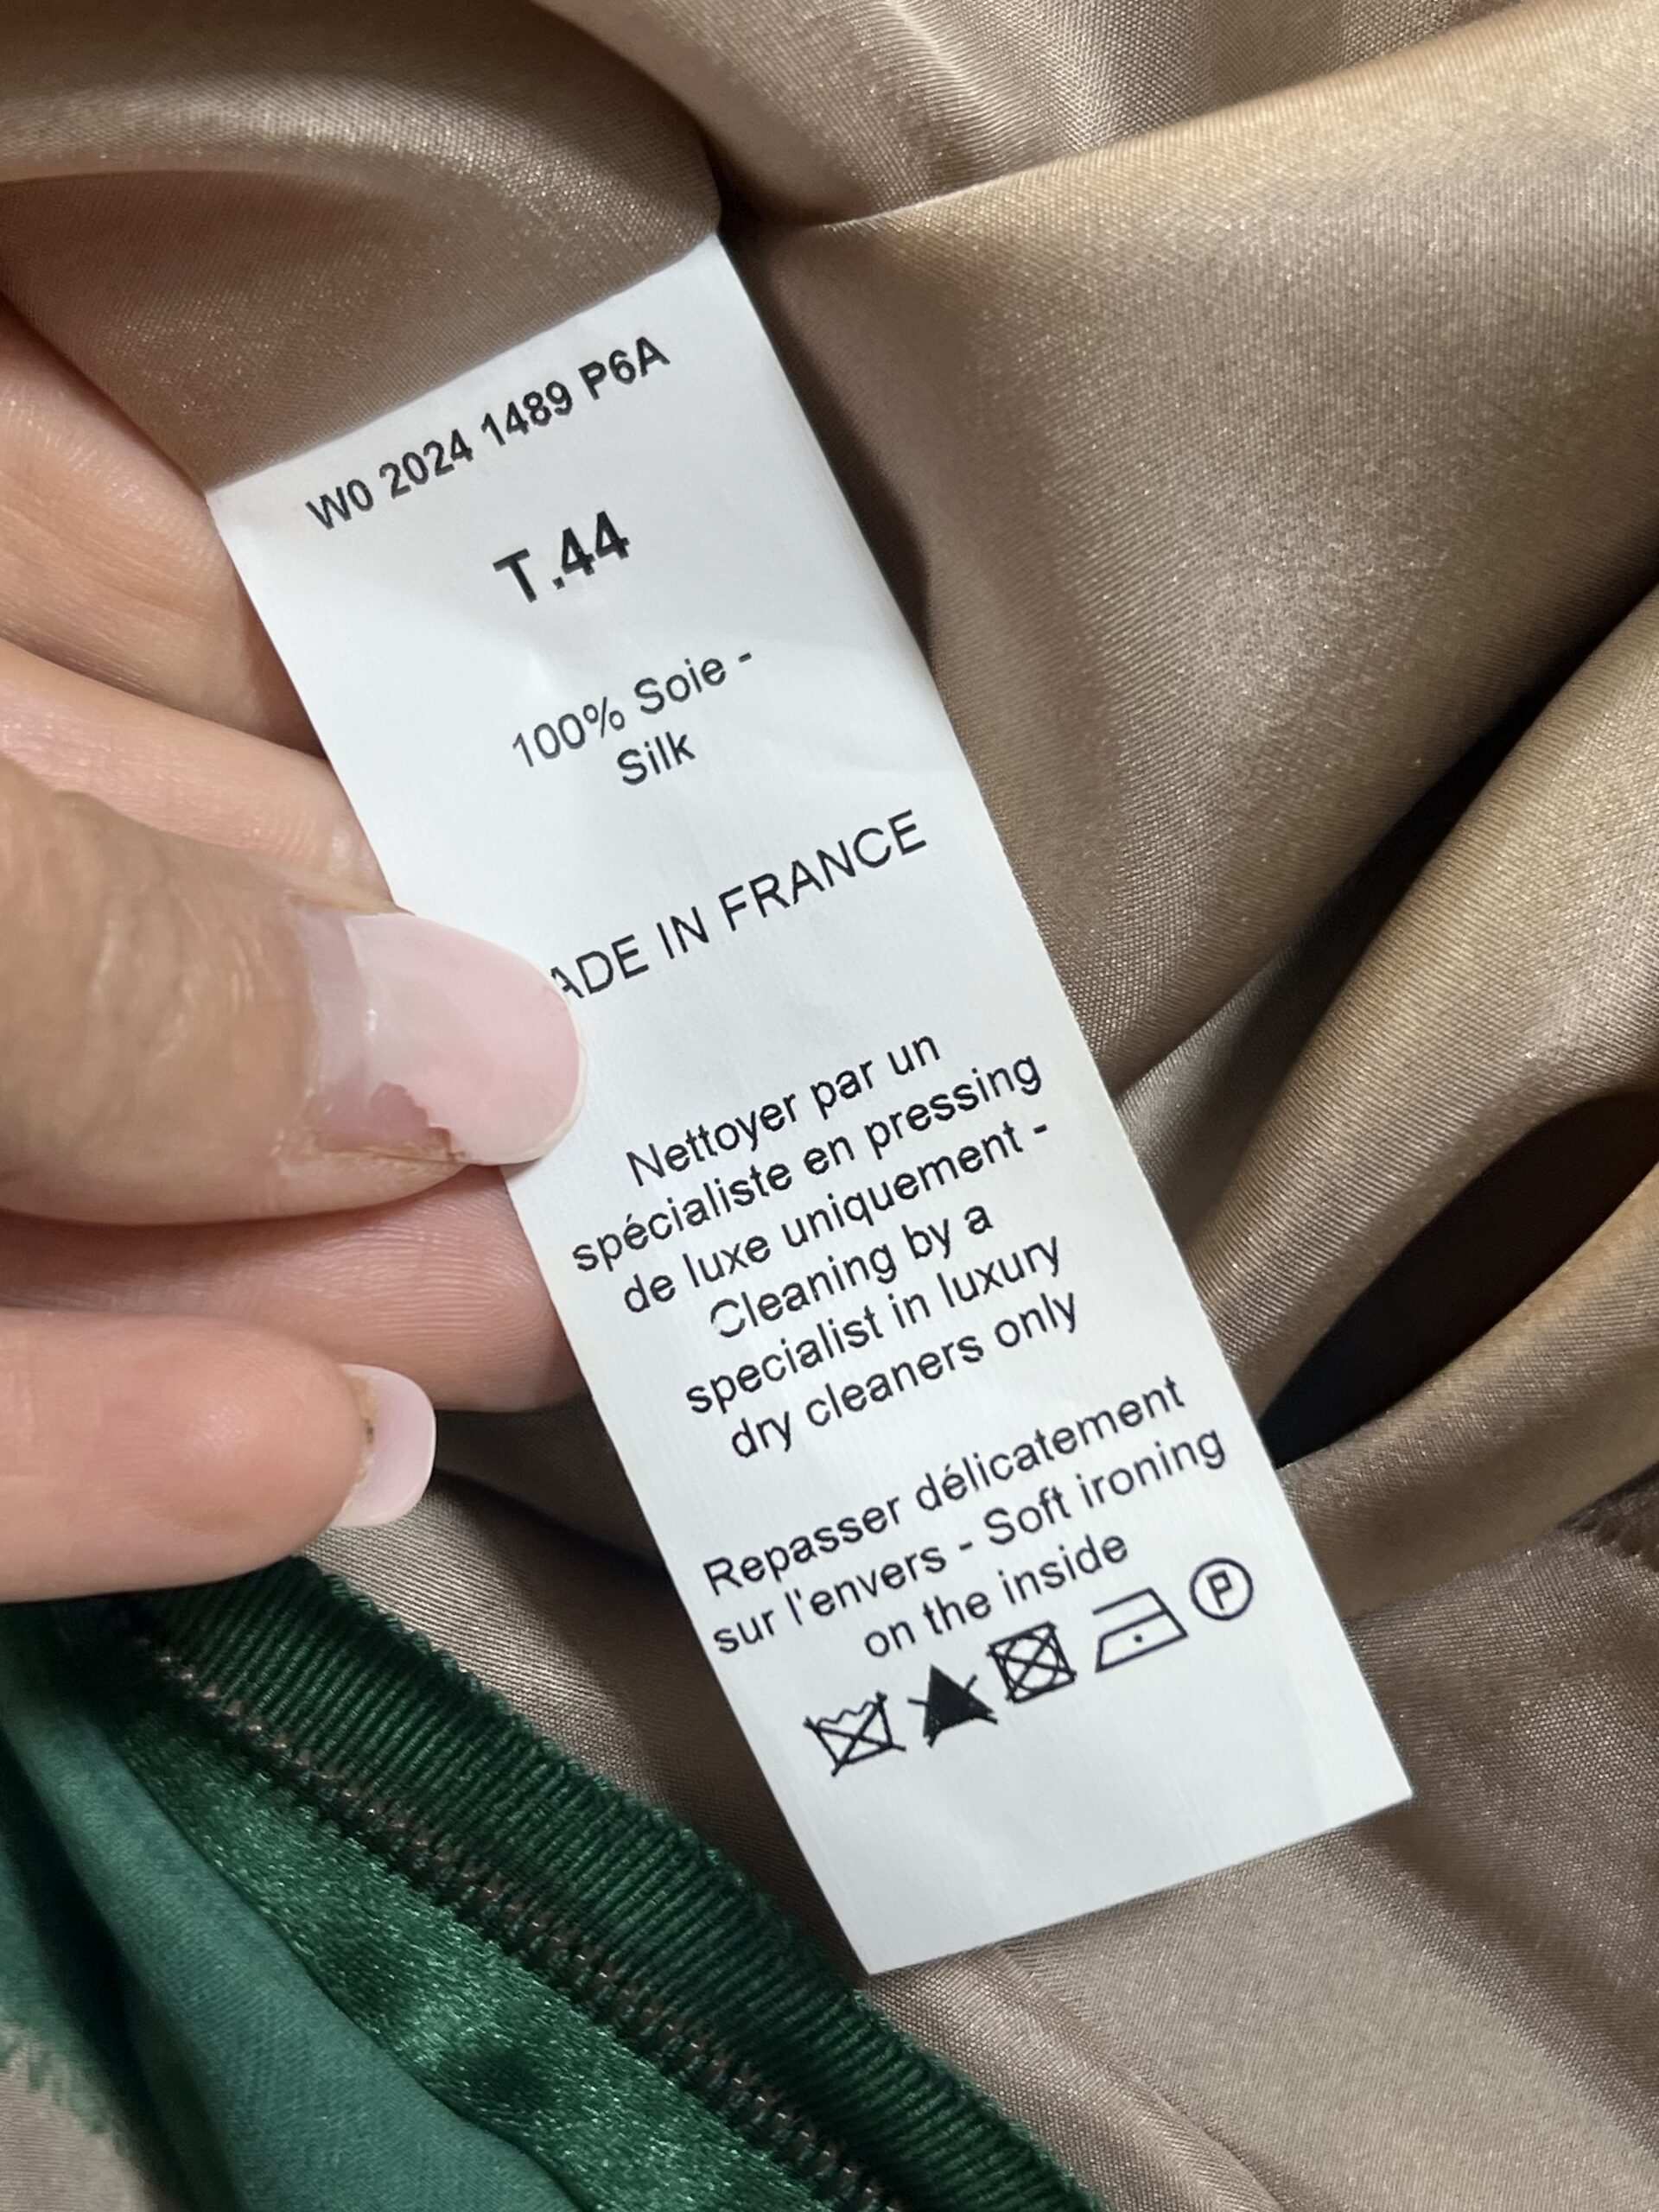 W0 2024 1489 P6A
T.44
100% Soie -
Silk
ADE IN FRANCE
Nettoyer par un
spécialiste en pressing
de luxe uniquement -
Cleaning by a
specialist in luxury
dry cleaners only
Repasser délicatement
sur l'envers - Soft ironing
on the inside
P